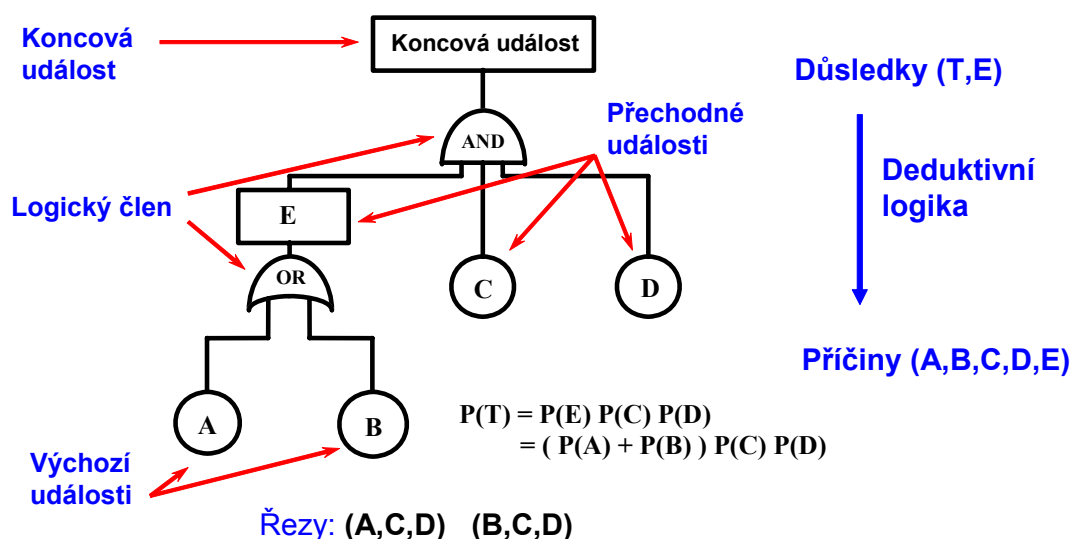 Koncová
událost
Koncová událost
Důsledky (T,E)
Přechodné
události
AND
Deduktivní
logika
Logický člen
E
OR
C
D
Příčiny (A,B,C,D,E)
A
B
P(T) = P(E) P(C) P(D)
= ( P(A) + P(B) ) P(C) P(D)
Výchozí
události
Řezy: (A,C,D) (B,C,D)